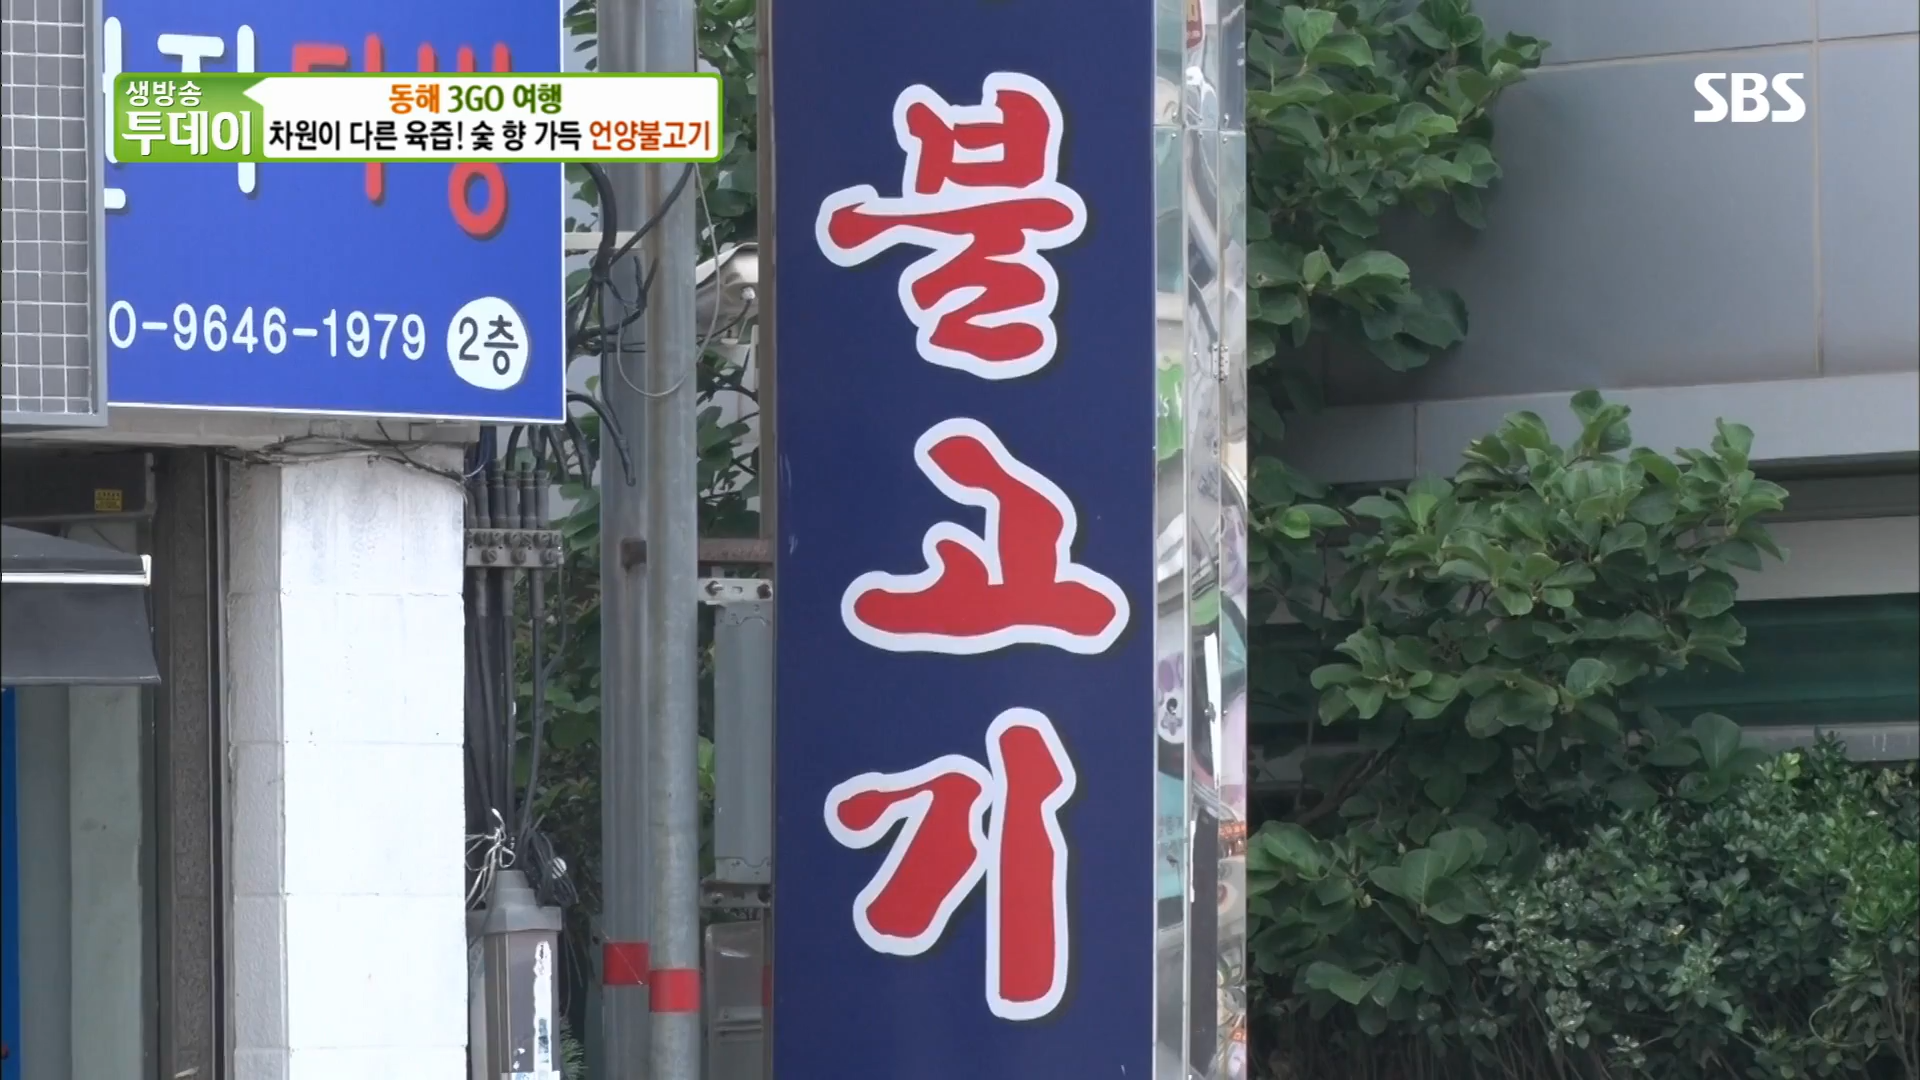 생방송
투데이
동해 3GO 여행
차원이 다른 육즙! 숯 향 가득 언양불고기
SBS
0-9646-1979
2층
불고기